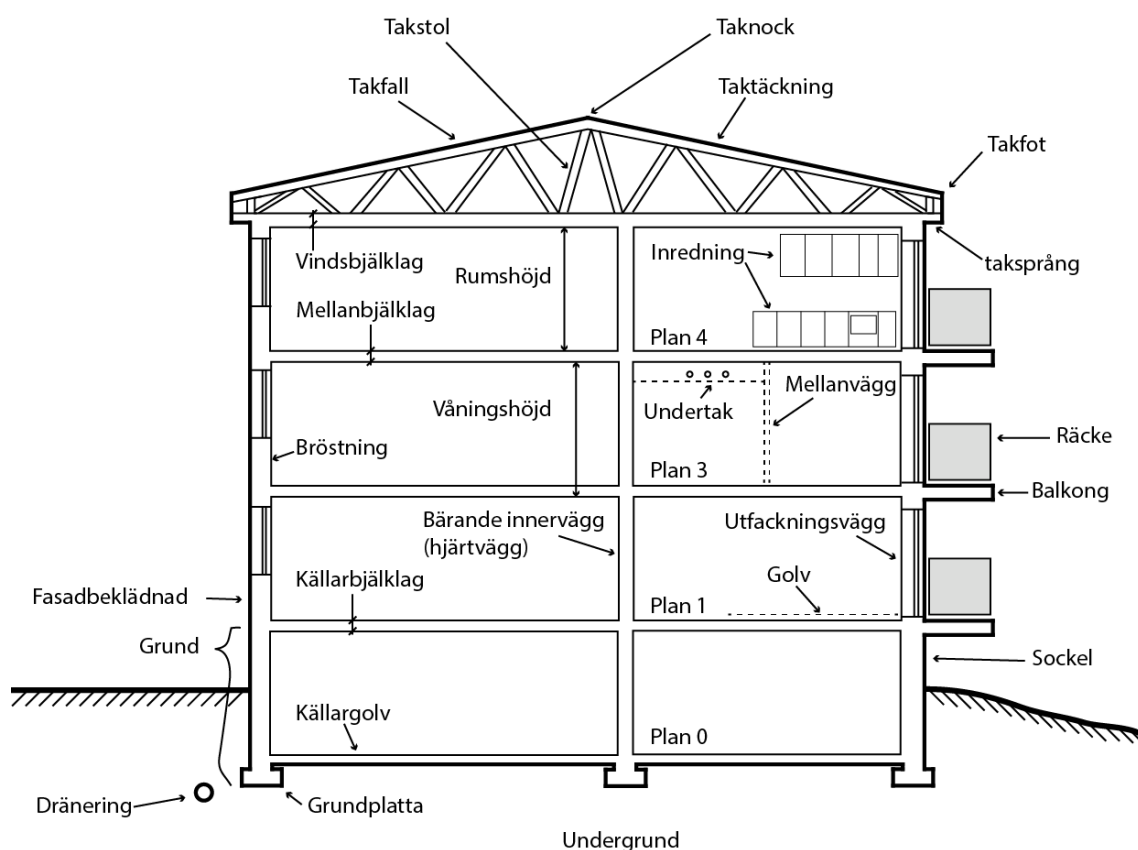 Takstol
Taknock
Takfall
Taktäckning
Takfot
Vindsbjälklag
Rumshöjd
Inredning
taksprång
Mellanbjälklag
Plan 4
Våningshöjd
Undertak
Mellanvägg
Bröstning
Plan 3
Räcke
Balkong
Bärande innervägg
(hjärtvägg)
Utfackningsvägg
Källarbjälklag
Golv
Fasadbeklädnad
Plan 1
Grund
Sockel
Källargolv
Plan 0
Dränering
Grundplatta
Undergrund